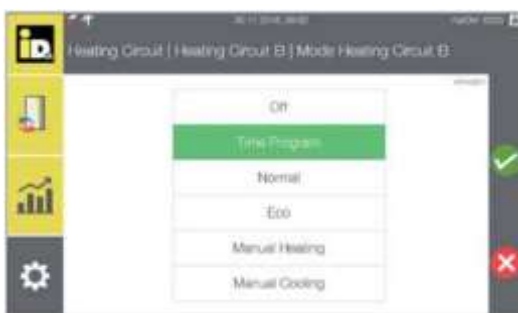 iD
Heating Circuit | Heating Circuit B | Mode Heating Circuit B
Off
Time Program
Normal
Eco
Manual Heating
Manual Cooling